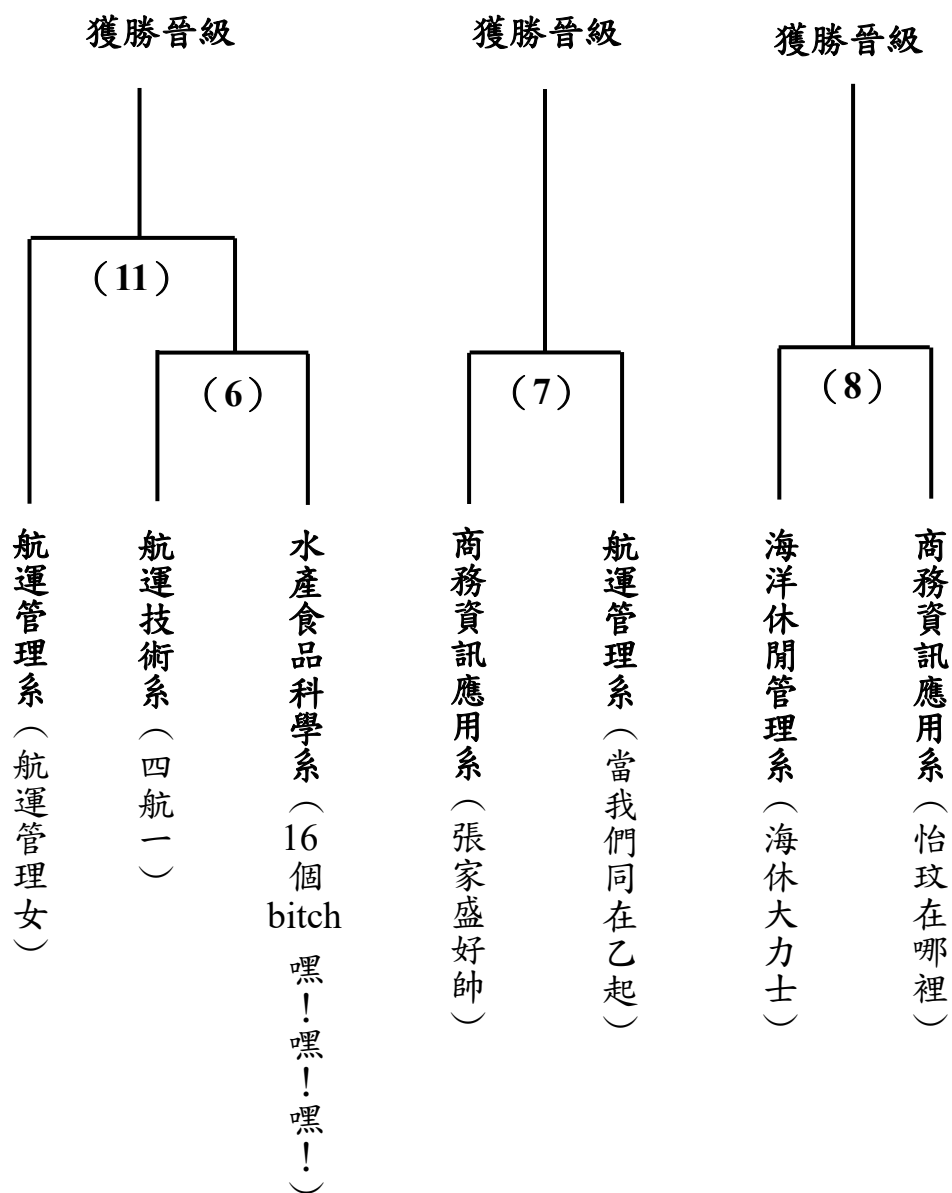 獲勝晉級
獲勝晉級
獲勝晉級
（11）
（6）
（7）
（8）
航運管理系（航運管理女）
航運技術系（四航一）
水產食品科學系（16個bitch嘿！嘿！嘿！）
商務資訊應用系（張家盛好帥）
航運管理系（當我們同在乙起）
海洋休閒管理系（海休大力士）
商務資訊應用系（怡玟在哪裡）